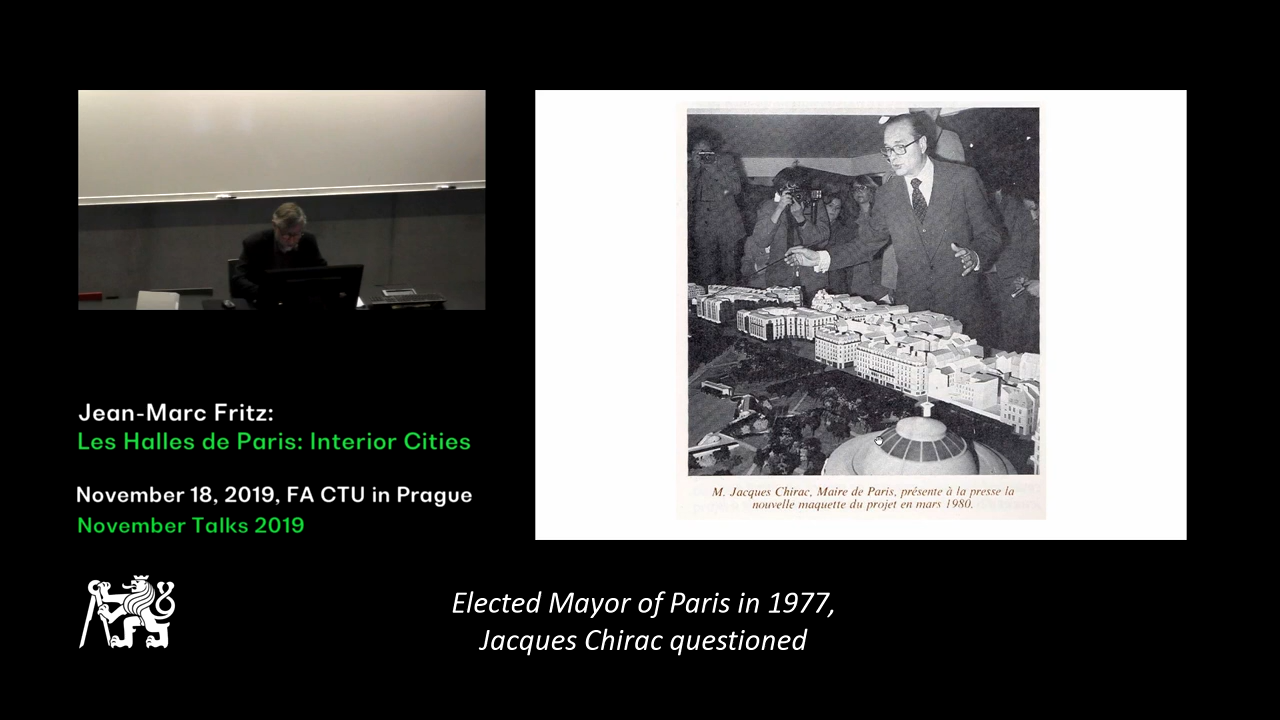 Jean-Marc Fritz:
Les Halles de Paris: Interior Cities
November 18, 2019, FA CTU in Prague
November Talks 2019
M. Jacques Chirac, Maire de Paris, présente à la presse la
nouvelle maquette du projet en mars 1980.
Elected Mayor of Paris in 1977,
Jacques Chirac questioned